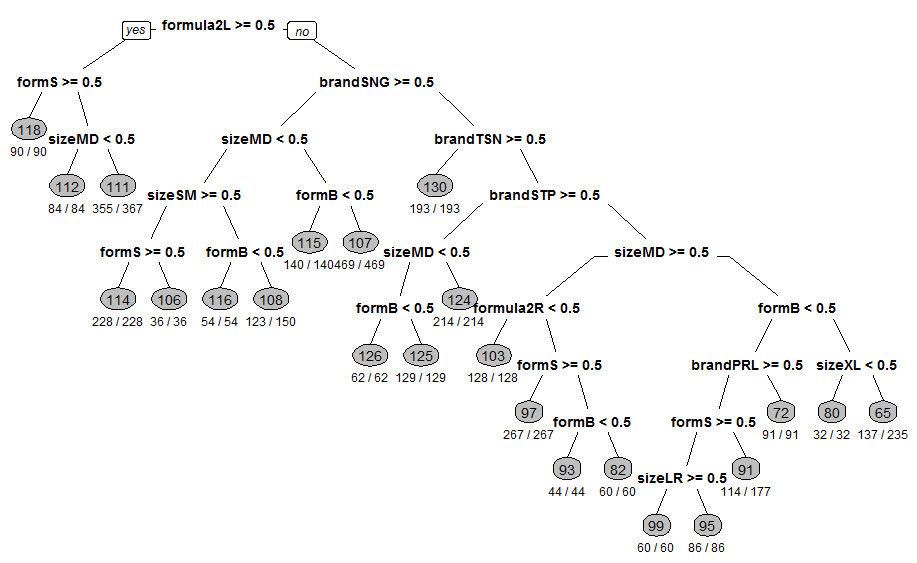 yes formula2L >= 0.5 no
formS >= 0.5 brandSNG >= 0.5
118 sizeMD < 0.5 sizeMD < 0.5 brandTSN >= 0.5
90 / 90
112 111 sizeSM >= 0.5 formB < 0.5 130 brandSTP >= 0.5
84 / 84 355 / 367 193 / 193
formS >= 0.5 formB < 0.5 115 107 sizeMD < 0.5 sizeMD >= 0.5
140 / 140 469 / 469
114 106 116 108 formB < 0.5 124 formula2R < 0.5 formB < 0.5
228 / 228 36 / 36 54 / 54 123 / 150 214 / 214
126 125 103 formS >= 0.5 brandPRL >= 0.5 sizeXL < 0.5
62 / 62 129 / 129 128 / 128
97 formB < 0.5 formS >= 0.5 72 80 65
267 / 267 91 / 91 32 / 32 137 / 235
93 82 sizeLR >= 0.5 91
44 / 44 60 / 60 114 / 177
99 95
60 / 60 86 / 86